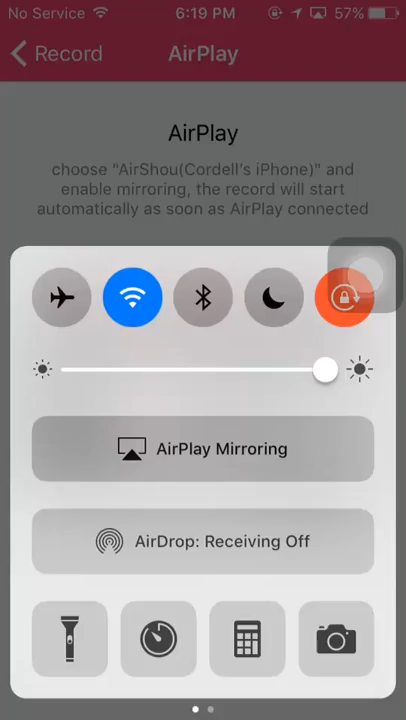 No Service 6:19 PM 57%
Record AirPlay
AirPlay
choose "AirShou(Cordell's iPhone)" and
enable mirroring, the record will start
automatically as soon as AirPlay connected
AirPlay Mirroring
AirDrop: Receiving Off